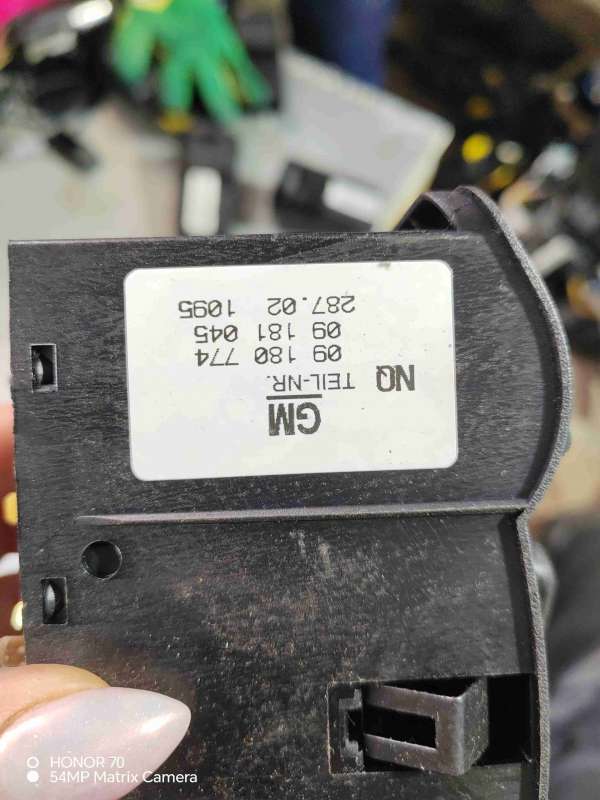 GM
NQ TEIL-NR.
09 180 774
09 181 045
287.02 1095
HONOR 70
54MP Matrix Camera